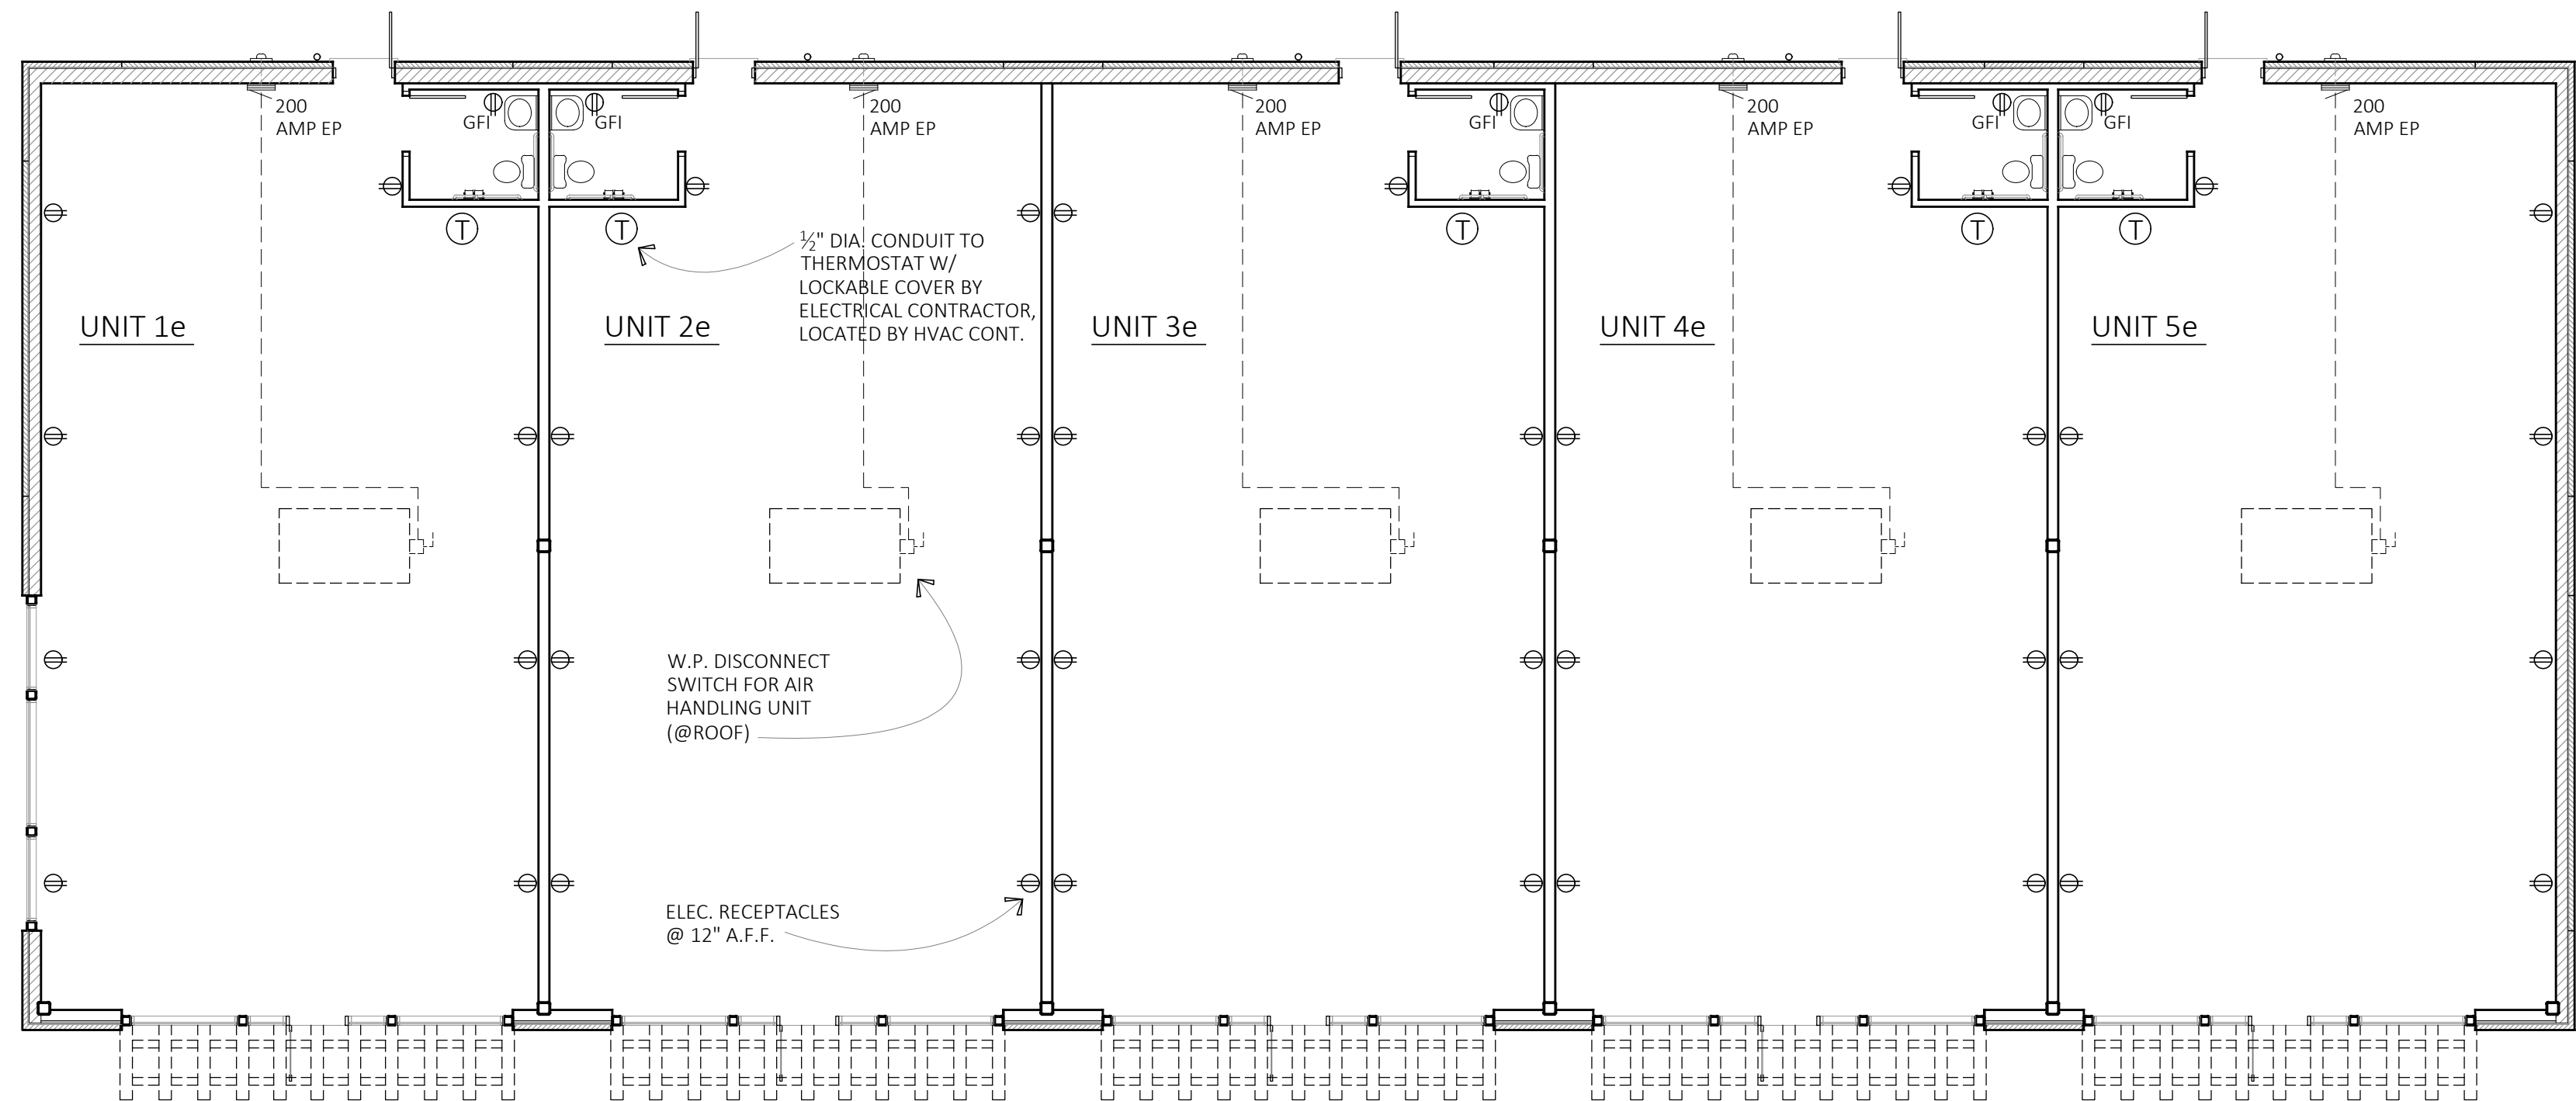 200
AMP EP
GFI
GFI
200
AMP EP
200
AMP EP
GFI
200
AMP EP
GFI
GFI
200
AMP EP
T
T
T
T
T
½" DIA. CONDUIT TO
THERMOSTAT W/
LOCKABLE COVER BY
ELECTRICAL CONTRACTOR,
LOCATED BY HVAC CONT.
UNIT 1e
UNIT 2e
UNIT 3e
UNIT 4e
UNIT 5e
W.P. DISCONNECT
SWITCH FOR AIR
HANDLING UNIT
(@ROOF)
ELEC. RECEPTACLES
@ 12" A.F.F.